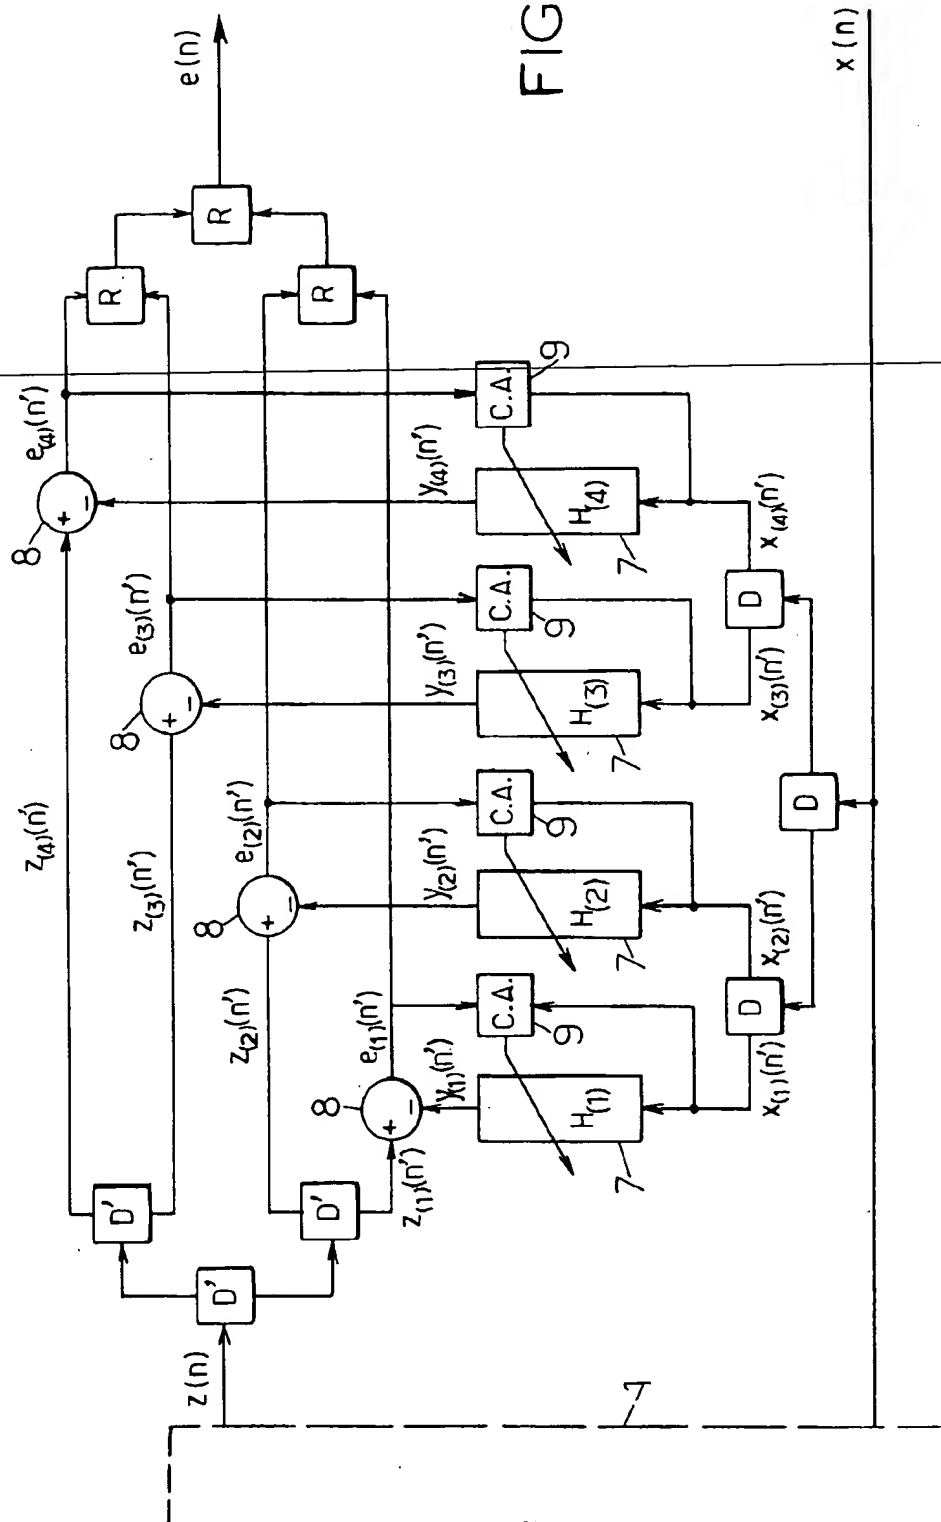 FIG
e(n)
x(n)
R
R
R
e(4)(n')
8
+
−
z(4)(n')
e(3)(n')
8
+
−
z(3)(n')
e(2)(n')
8
+
−
z(2)(n')
e(1)(n')
8
+
−
z(1)(n')
y(4)(n')
C.A.
9
H(4)
7
x(4)(n')
y(3)(n')
C.A.
9
H(3)
7
x(3)(n')
D
y(2)(n')
C.A.
9
H(2)
7
x(2)(n')
D
y(1)(n')
C.A.
9
H(1)
7
x(1)(n')
D
D'
D'
D'
z(n)